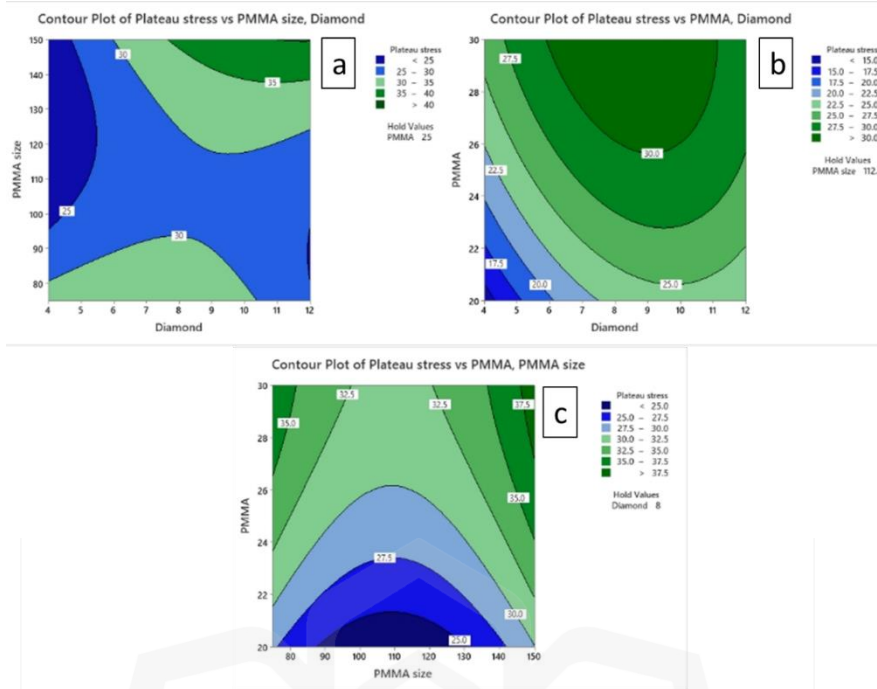 Contour Plot of Plateau stress vs PMMA size, Diamond
a
Plateau stress
< 25
25 – 30
30 – 35
35 – 40
> 40
Hold Values
PMMA 25
PMMA size
150
140
130
120
110
100
90
80
30
35
25
30
4 5 6 7 8 9 10 11 12
Diamond
Contour Plot of Plateau stress vs PMMA, Diamond
b
Plateau stress
< 15.0
15.0 – 17.5
17.5 – 20.0
20.0 – 22.5
22.5 – 25.0
25.0 – 27.5
27.5 – 30.0
> 30.0
Hold Values
PMMA size 112.
PMMA
30
28
26
24
22
20
27.5
30.0
22.5
17.5
20.0
25.0
4 5 6 7 8 9 10 11 12
Diamond
Contour Plot of Plateau stress vs PMMA, PMMA size
c
Plateau stress
< 25.0
25.0 – 27.5
27.5 – 30.0
30.0 – 32.5
32.5 – 35.0
35.0 – 37.5
> 37.5
Hold Values
Diamond 8
PMMA
30
28
26
24
22
20
32.5
32.5
37.5
35.0
35.0
27.5
30.0
25.0
80 90 100 110 120 130 140 150
PMMA size